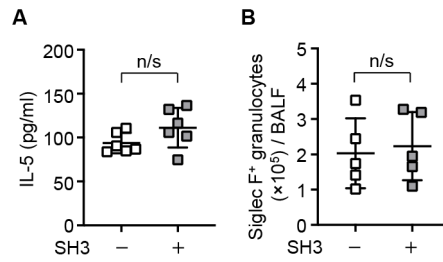 A
n/s
IL-5 (pg/ml)
200
150
100
50
0
SH3 − +
B
n/s
Siglec F⁺ granulocytes
(×10⁵) / BALF
5
4
3
2
1
0
SH3 − +